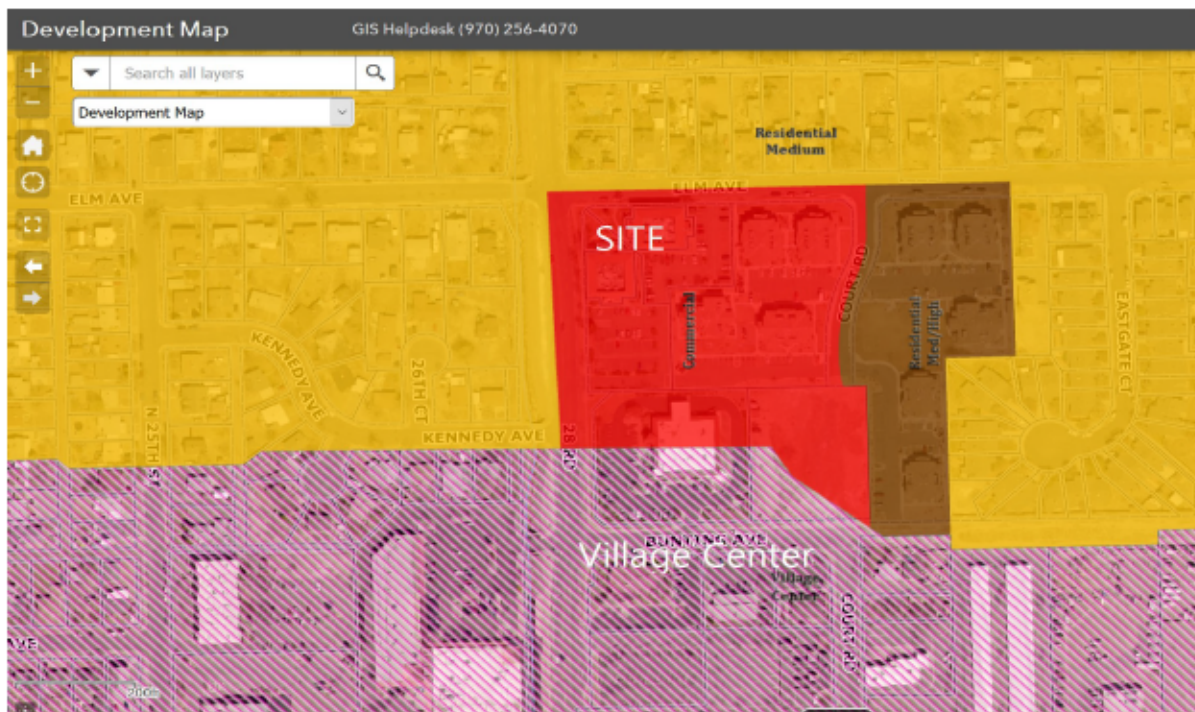 Development Map
GIS Helpdesk (970) 256-4070
Search all layers
Development Map
Residential
Medium
ELM AVE
ELM AVE
SITE
COURT RD
Commercial
Residential
Med/High
EASTGATE CT
KENNEDY AVE
26TH CT
N 25TH ST
KENNEDY AVE
28 RD
BUNTING AVE
Village Center
Village
Center
COURT RD
AVE